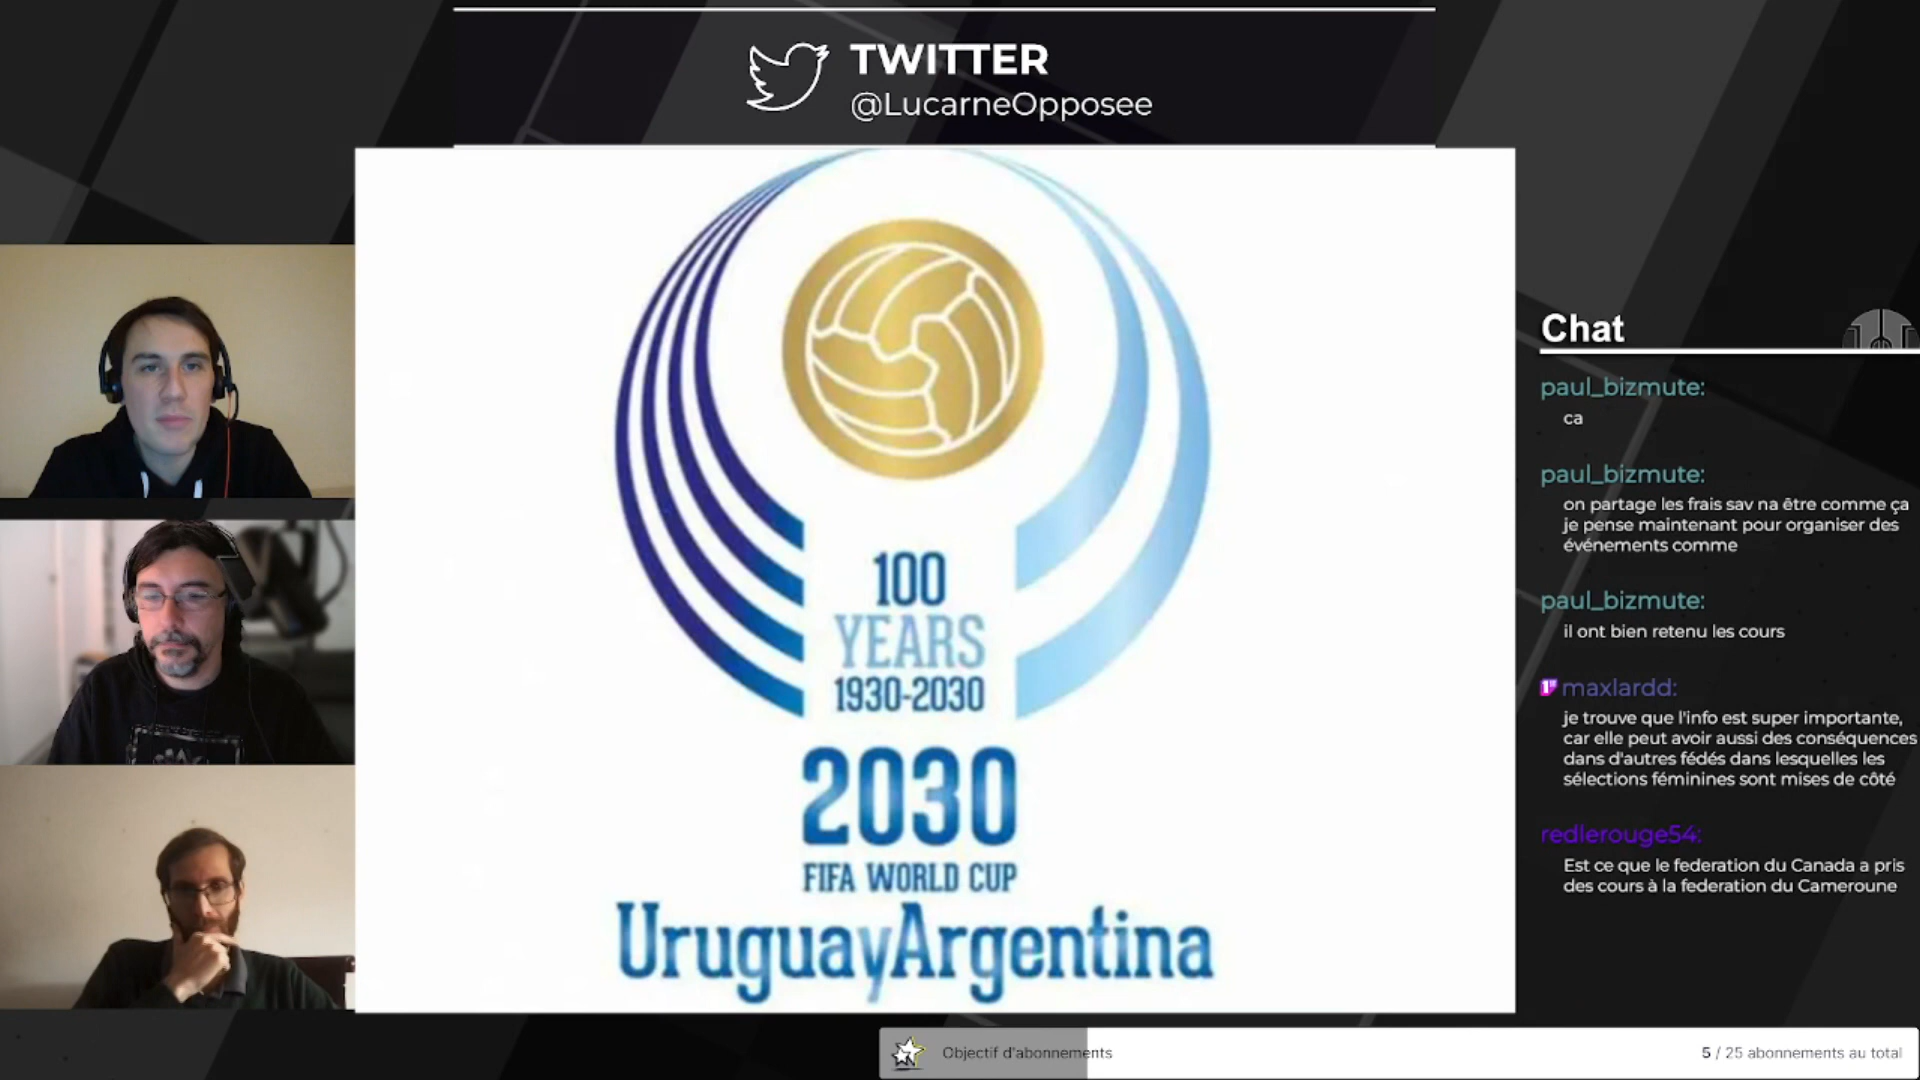 TWITTER
@LucarneOpposee
100
YEARS
1930-2030
2030
FIFA WORLD CUP
UruguayArgentina
Chat
paul_bizmute:
ca
paul_bizmute:
on partage les frais sav na être comme ça
je pense maintenant pour organiser des
événements comme
paul_bizmute:
il ont bien retenu les cours
maxlardd:
je trouve que l'info est super importante,
car elle peut avoir aussi des conséquences
dans d'autres fédés dans lesquelles les
sélections féminines sont mises de côté
redlerouge54:
Est ce que le federation du Canada a pris
des cours à la federation du Cameroune
Objectif d'abonnements
5 / 25 abonnements au total